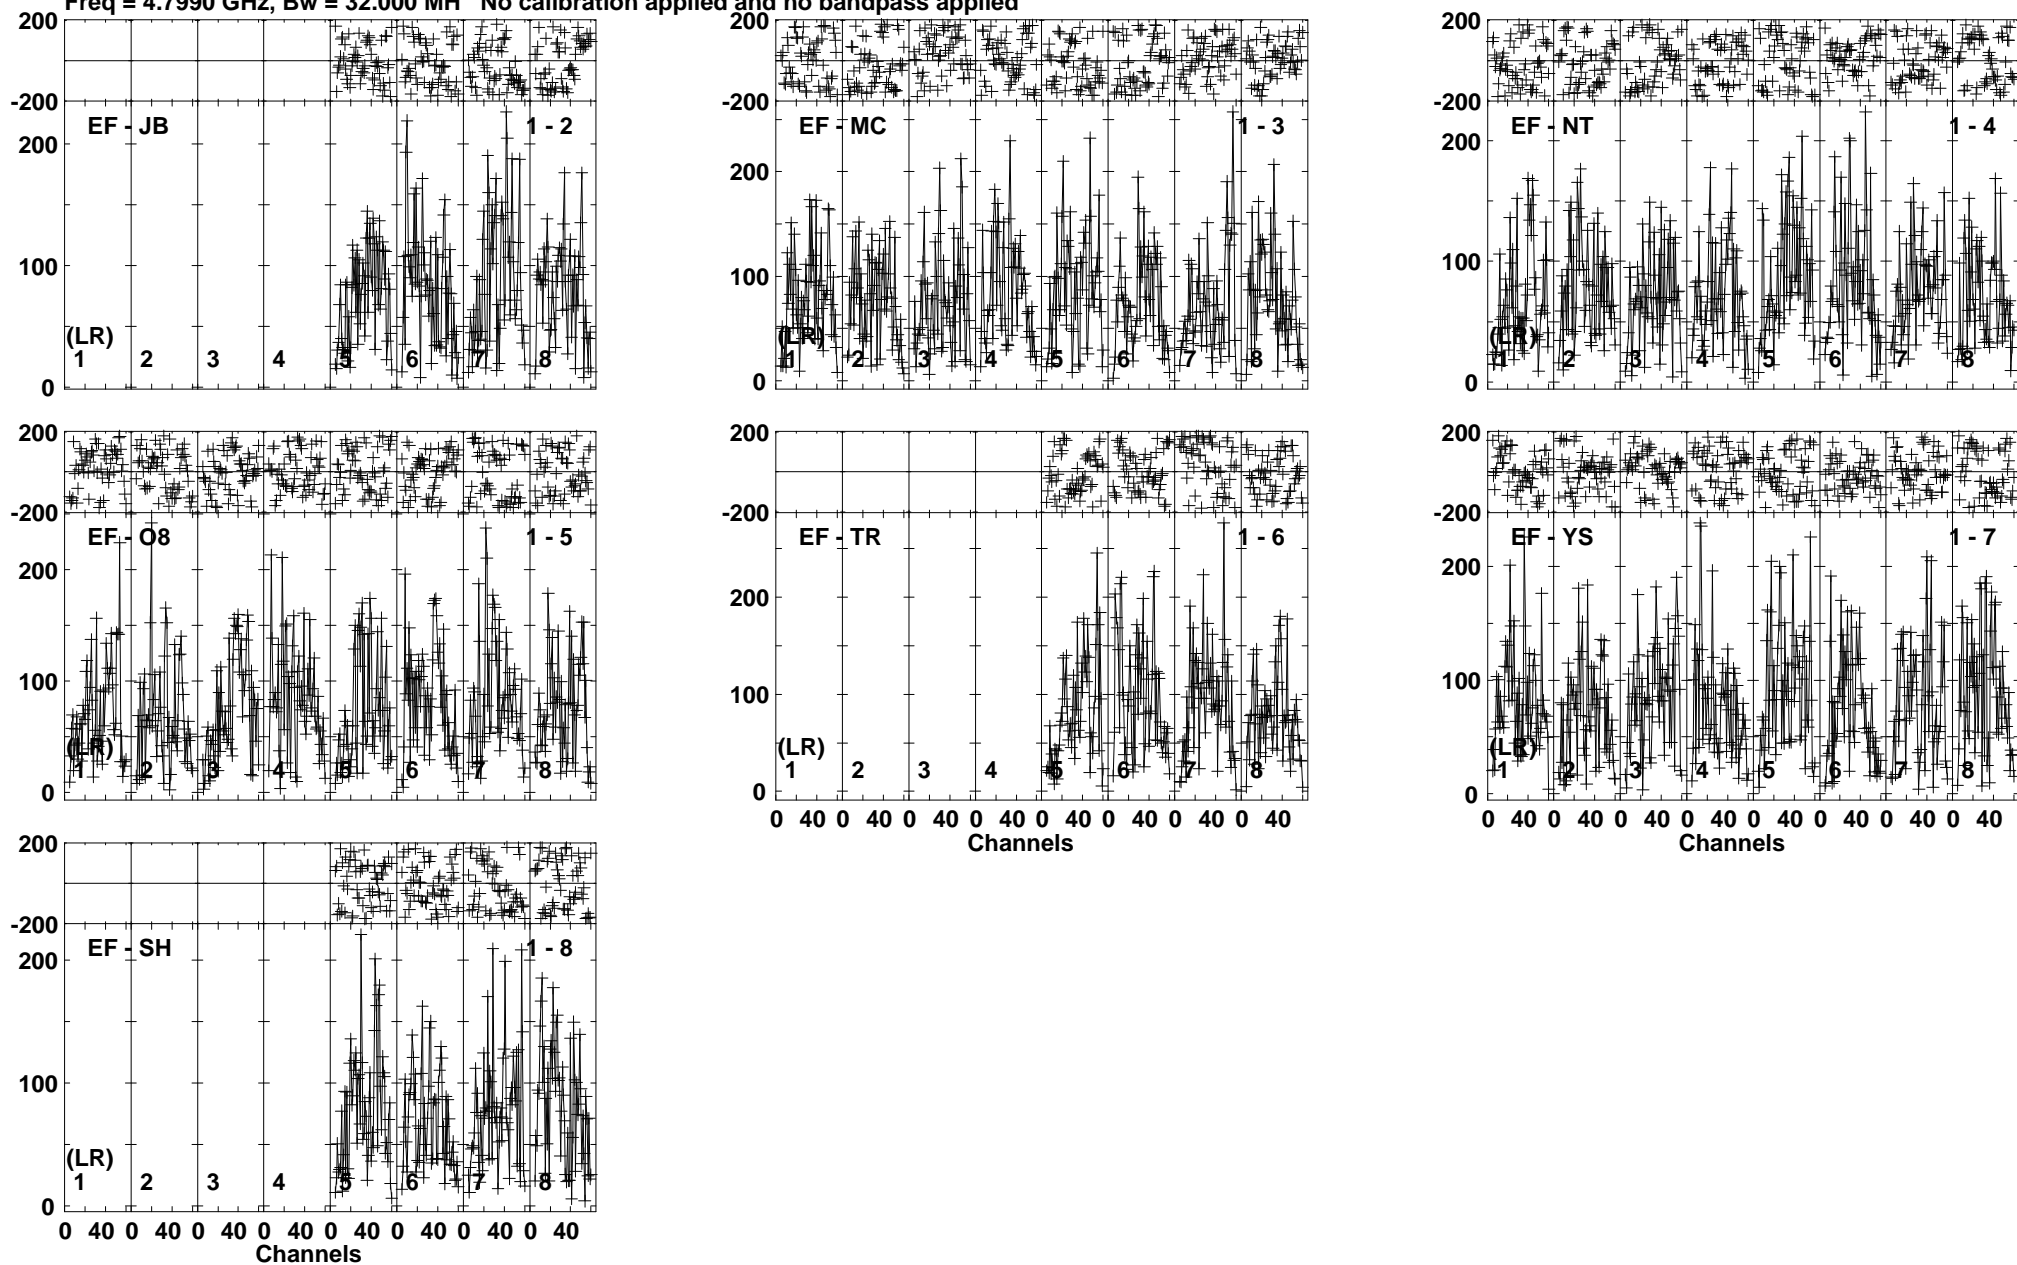 Freq = 4.7990 GHz, Bw = 32.000 MH No calibration applied and no bandpass applied
200 200 200
-200 -200 -200
EF - JB 1 - 2 EF - MC 1 - 3 EF - NT 1 - 4
200 200 200
100 100 100
(LR) (LR) (LR)
1 2 3 4 5 6 7 8 1 2 3 4 5 6 7 8 1 2 3 4 5 6 7 8
0 0 0
200 200 200
-200 -200 -200
EF - O8 1 - 5 EF - TR 1 - 6 EF - YS 1 - 7
200 200 200
100 100 100
(LR) (LR) (LR)
1 2 3 4 5 6 7 8 1 2 3 4 5 6 7 8 1 2 3 4 5 6 7 8
0 0 0
0 40 0 40 0 40 0 40 0 40 0 40 0 40 0 40 0 40 0 40 0 40 0 40 0 40 0 40 0 40 0 40
Channels Channels
200
-200
EF - SH 1 - 8
200
100
(LR)
1 2 3 4 5 6 7 8
0
0 40 0 40 0 40 0 40 0 40 0 40 0 40 0 40
Channels